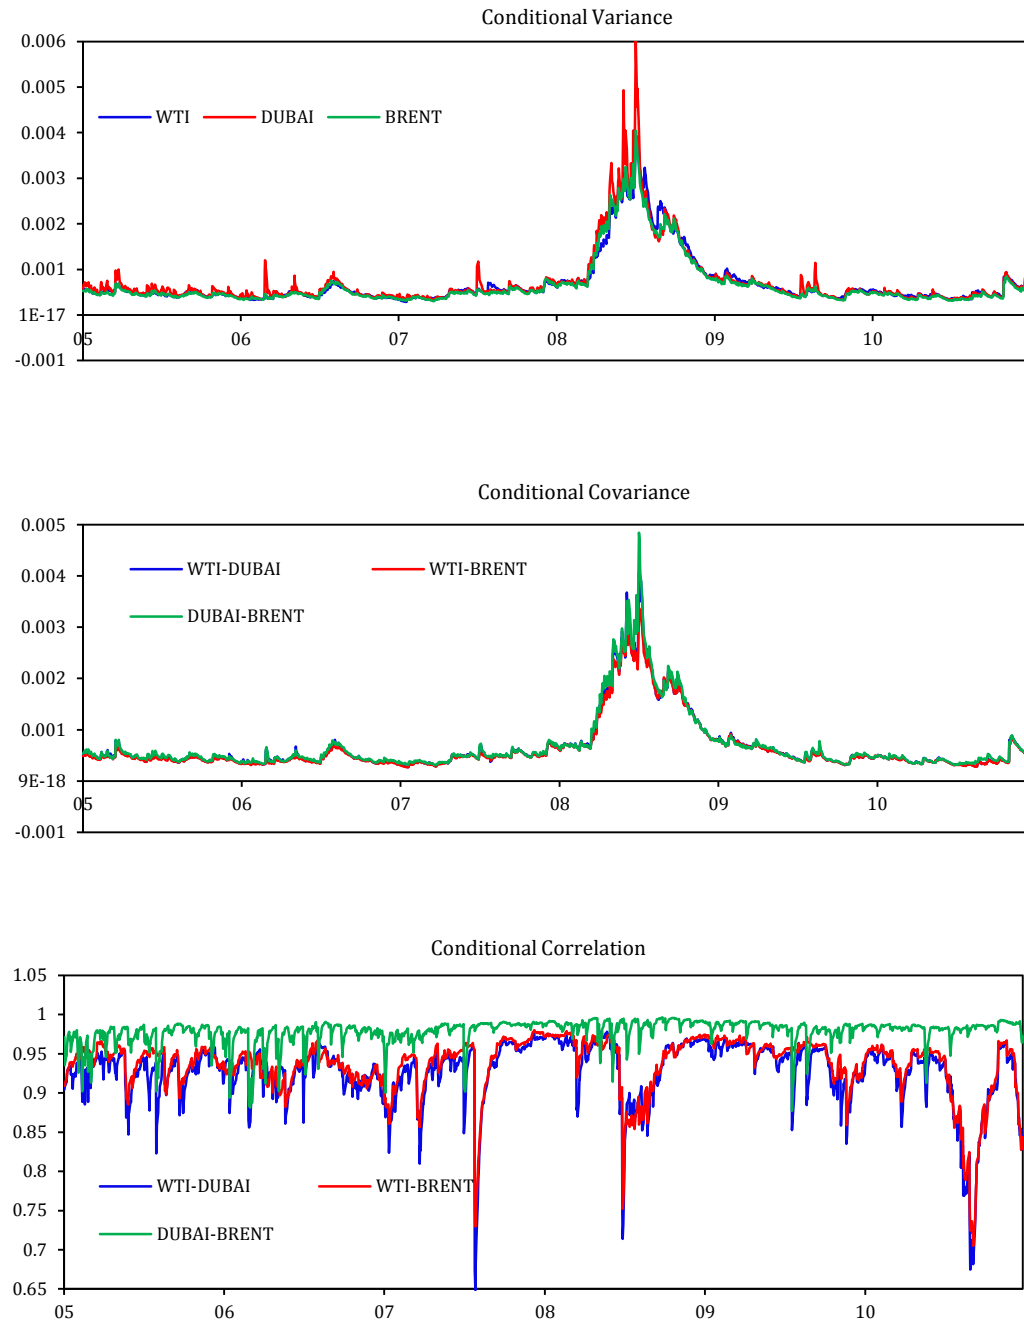 Conditional Variance
0.006
0.005
0.004
0.003
0.002
0.001
1E-17
-0.001
WTI DUBAI BRENT
05 06 07 08 09 10
Conditional Covariance
0.005
0.004
0.003
0.002
0.001
9E-18
-0.001
WTI-DUBAI WTI-BRENT
DUBAI-BRENT
05 06 07 08 09 10
Conditional Correlation
1.05
1
0.95
0.9
0.85
0.8
0.75
0.7
0.65
WTI-DUBAI WTI-BRENT
DUBAI-BRENT
05 06 07 08 09 10